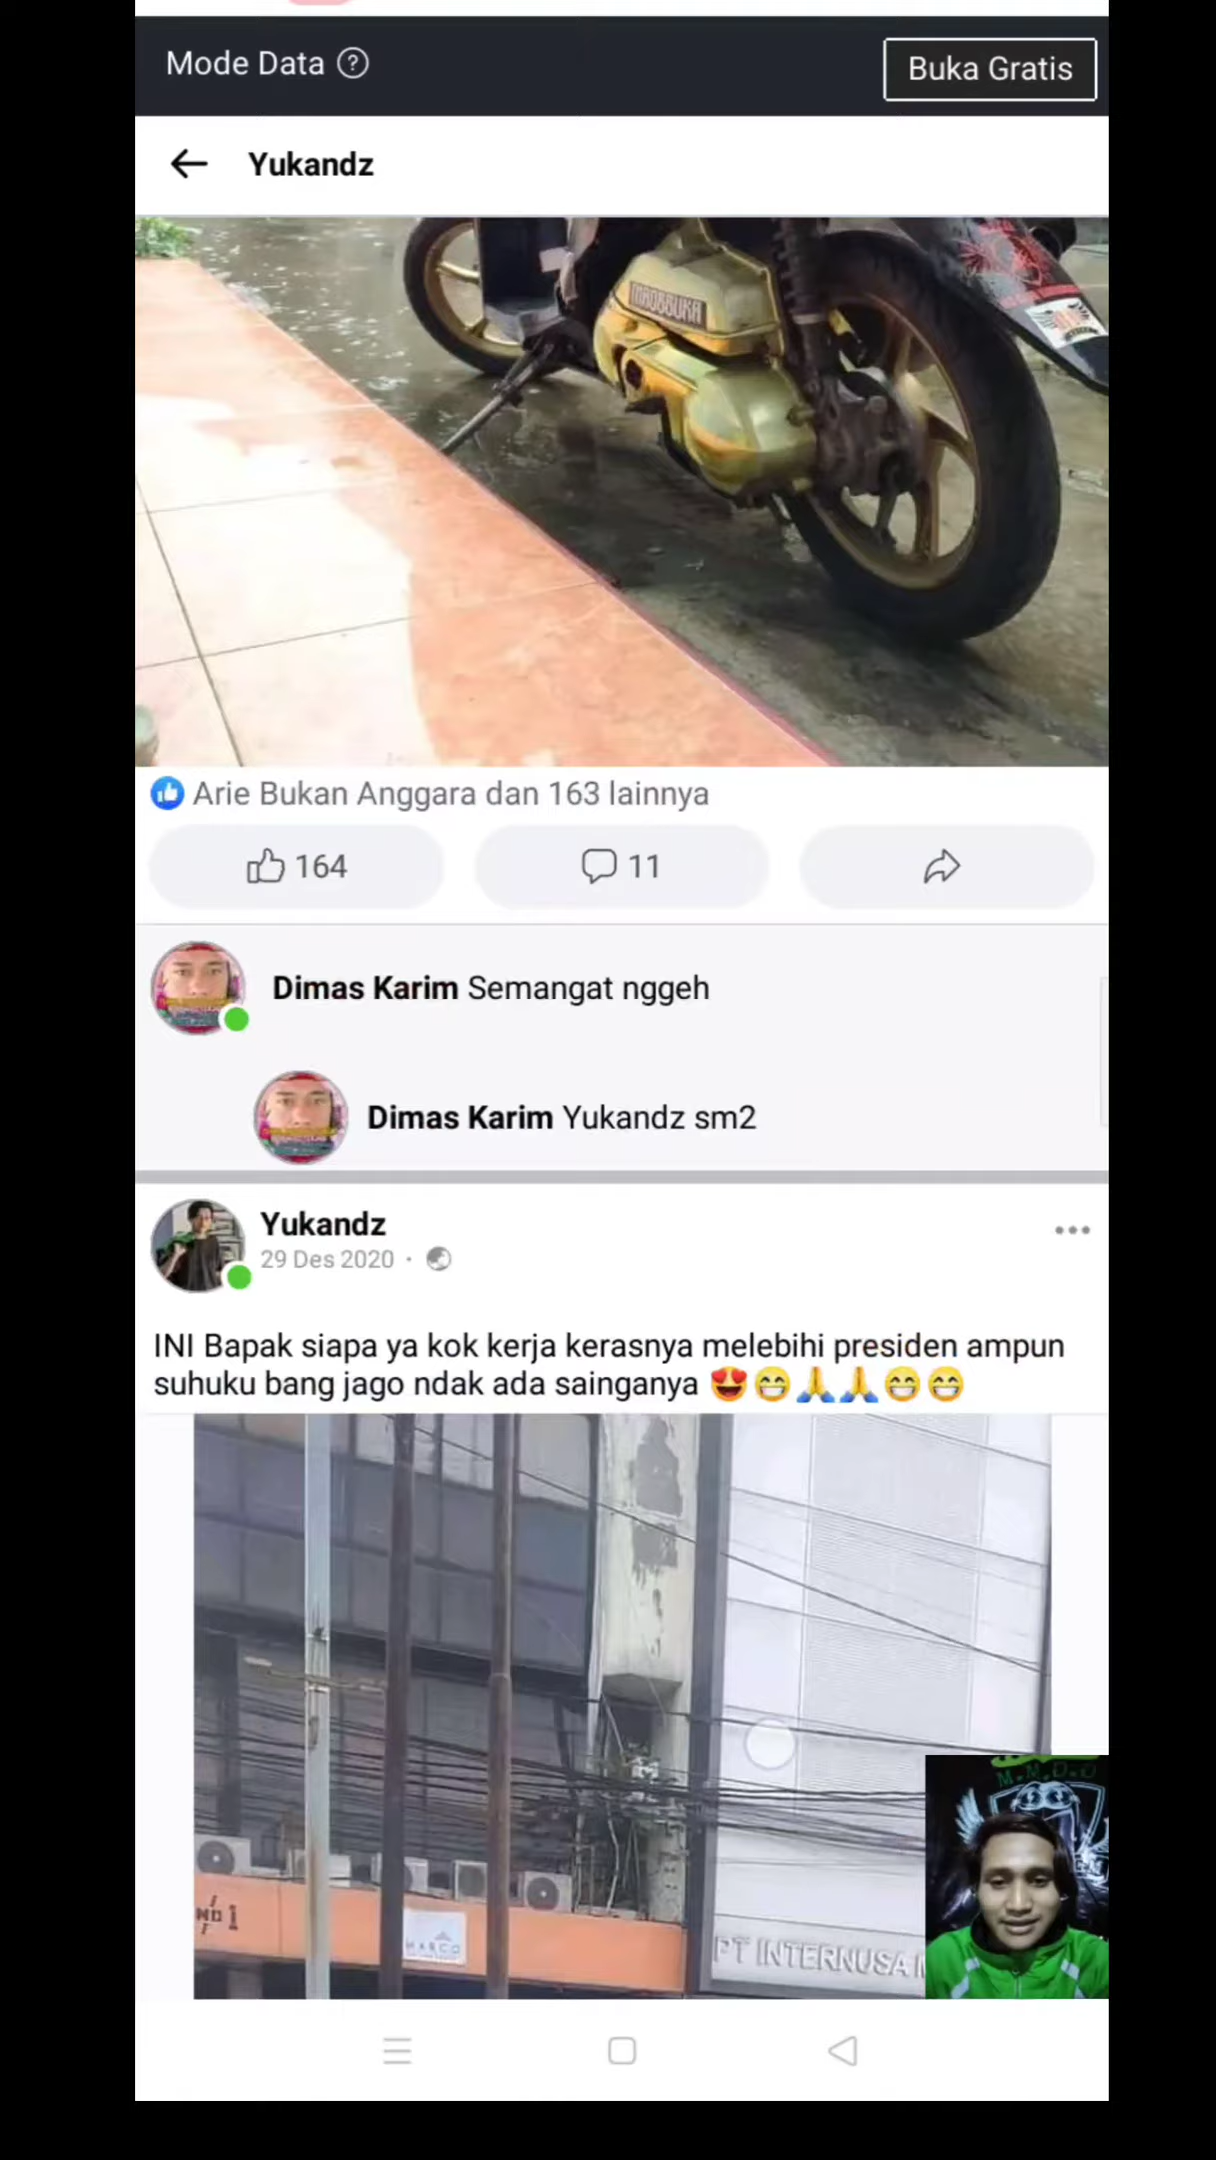 Mode Data
Buka Gratis
Yukandz
Arie Bukan Anggara dan 163 lainnya
164
11
Dimas Karim Semangat nggeh
Dimas Karim Yukandz sm2
Yukandz
29 Des 2020 ·
INI Bapak siapa ya kok kerja kerasnya melebihi presiden ampun
suhuku bang jago ndak ada sainganya 😍😁🙏🙏😁😁
M.M.D.O
MARCO
PT INTERNUSA